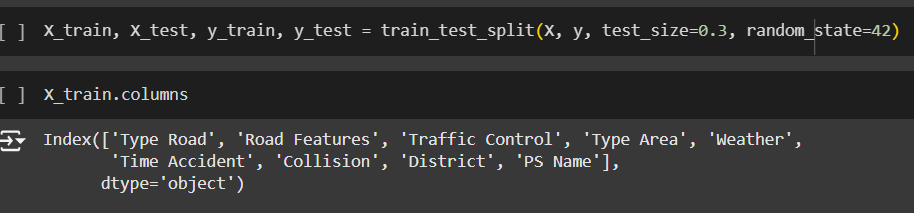 [ ] X_train, X_test, y_train, y_test = train_test_split(X, y, test_size=0.3, random_state=42)
[ ] X_train.columns
Index(['Type Road', 'Road Features', 'Traffic Control', 'Type Area', 'Weather',
'Time Accident', 'Collision', 'District', 'PS Name'],
dtype='object')